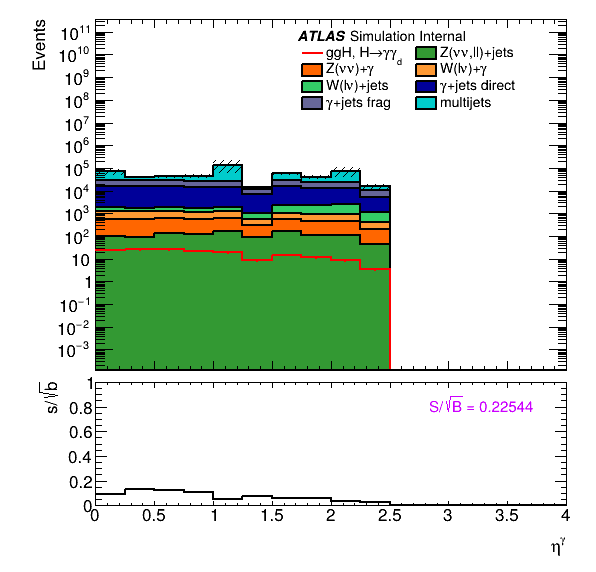 Events
10¹¹
10¹⁰
10⁹
10⁸
10⁷
10⁶
10⁵
10⁴
10³
10²
10
1
10⁻¹
10⁻²
10⁻³
ATLAS Simulation Internal
ggH, H→γγ_d
Z(νν,ll)+jets
Z(νν)+γ
W(lν)+γ
W(lν)+jets
γ+jets direct
γ+jets frag
multijets
s/√b
1
0.8
0.6
0.4
0.2
0
S/√B = 0.22544
0 0.5 1 1.5 2 2.5 3 3.5 4
η^γ